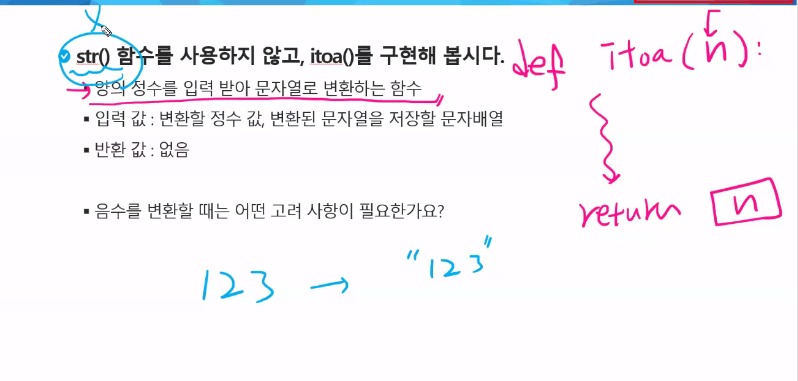 str() 함수를 사용하지 않고, itoa()를 구현해 봅시다.
def itoa(n):
양의 정수를 입력 받아 문자열로 변환하는 함수
▪ 입력 값 : 변환할 정수 값, 변환된 문자열을 저장할 문자배열
▪ 반환 값 : 없음
▪ 음수를 변환할 때는 어떤 고려 사항이 필요한가요?
return n
123 → "123"